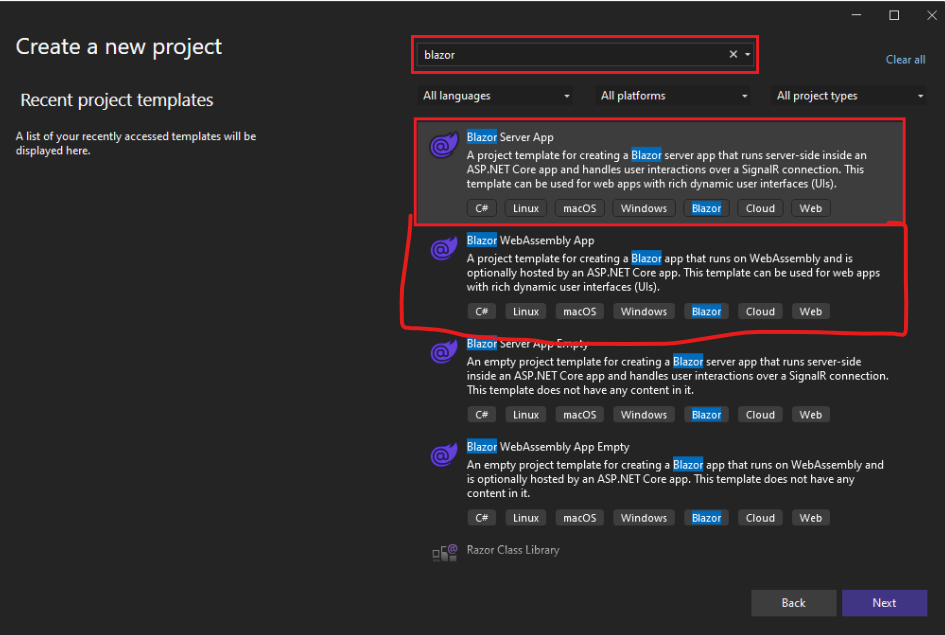 Create a new project
blazor
Clear all
Recent project templates
All languages
All platforms
All project types
A list of your recently accessed templates will be
displayed here.
Blazor Server App
A project template for creating a Blazor server app that runs server-side inside an
ASP.NET Core app and handles user interactions over a SignalR connection. This
template can be used for web apps with rich dynamic user interfaces (UIs).
C# Linux macOS Windows Blazor Cloud Web
Blazor WebAssembly App
A project template for creating a Blazor app that runs on WebAssembly and is
optionally hosted by an ASP.NET Core app. This template can be used for web apps
with rich dynamic user interfaces (UIs).
C# Linux macOS Windows Blazor Cloud Web
Blazor Server App Empty
An empty project template for creating a Blazor server app that runs server-side
inside an ASP.NET Core app and handles user interactions over a SignalR connection.
This template does not have any content in it.
C# Linux macOS Windows Blazor Cloud Web
Blazor WebAssembly App Empty
An empty project template for creating a Blazor app that runs on WebAssembly and
is optionally hosted by an ASP.NET Core app. This template does not have any
content in it.
C# Linux macOS Windows Blazor Cloud Web
Razor Class Library
Back
Next